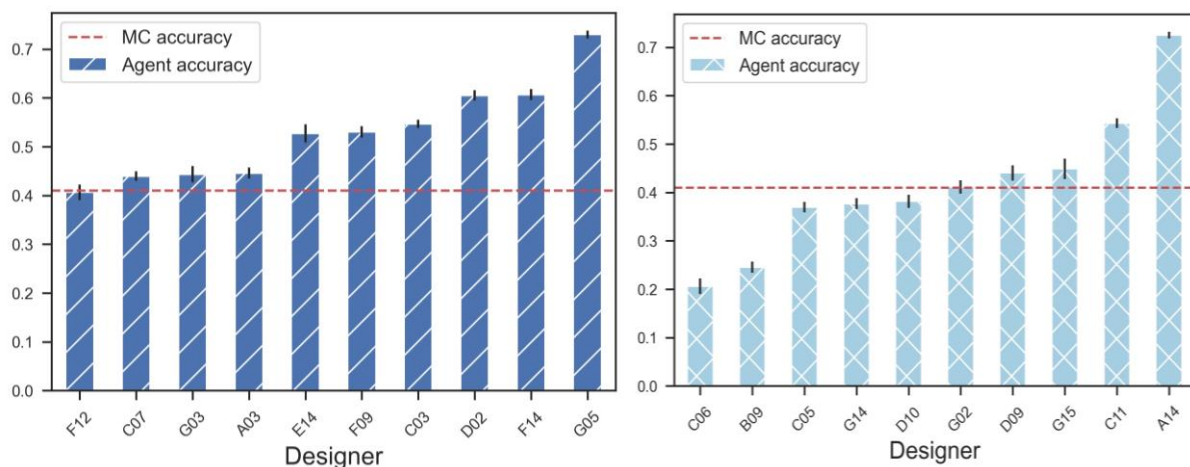 MC accuracy
Agent accuracy
0.7
0.6
0.5
0.4
0.3
0.2
0.1
0.0
F12 C07 G03 A03 E14 F09 C03 D02 F14 G05
Designer
MC accuracy
Agent accuracy
0.7
0.6
0.5
0.4
0.3
0.2
0.1
0.0
C06 B09 C05 G14 D10 G02 D09 G15 C11 A14
Designer